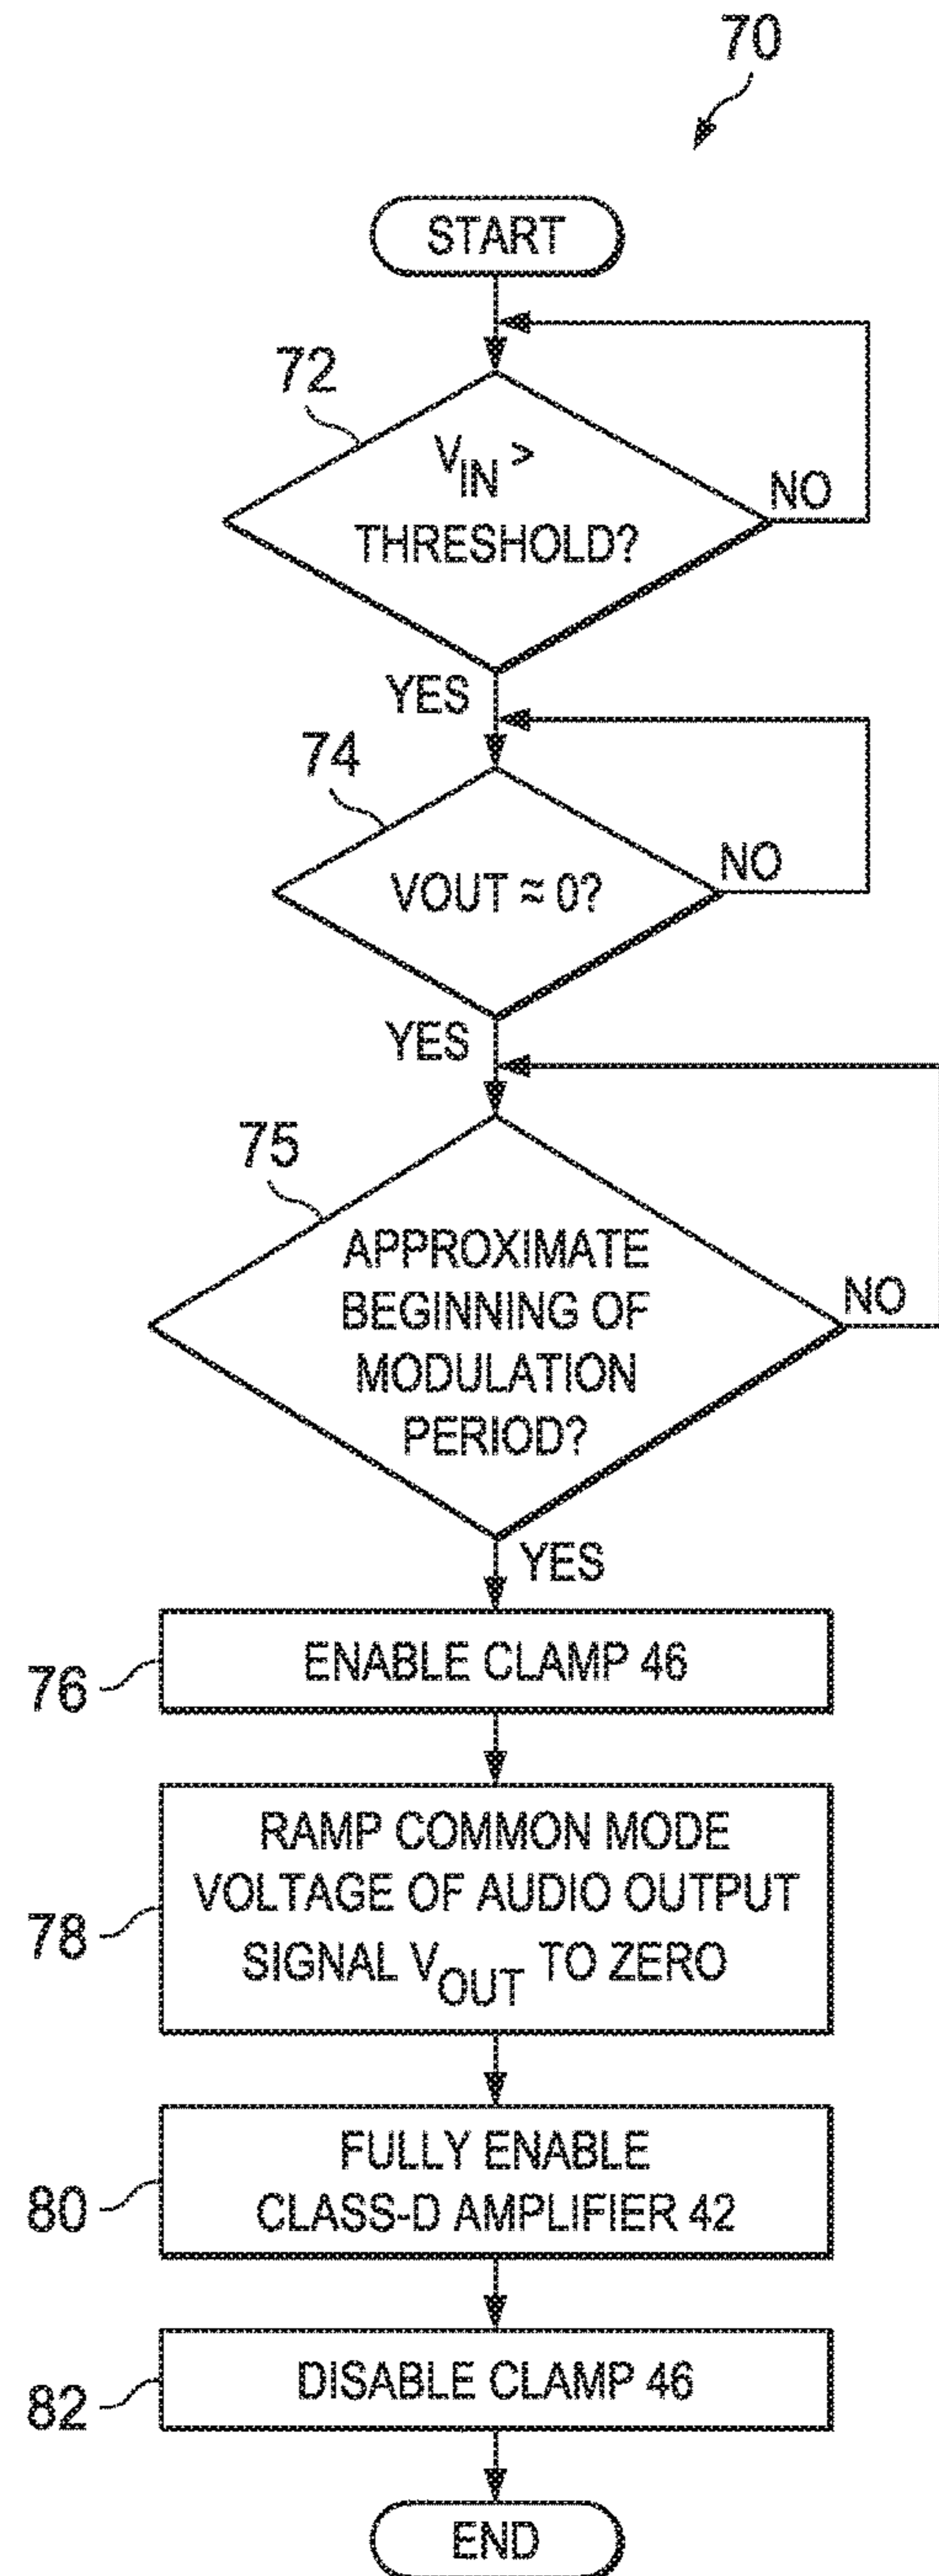 70
START
72
V_IN >
THRESHOLD?
NO
YES
74
VOUT ≈ 0?
NO
YES
75
APPROXIMATE
BEGINNING OF
MODULATION
PERIOD?
NO
YES
76
ENABLE CLAMP 46
78
RAMP COMMON MODE
VOLTAGE OF AUDIO OUTPUT
SIGNAL V_OUT TO ZERO
80
FULLY ENABLE
CLASS-D AMPLIFIER 42
82
DISABLE CLAMP 46
END